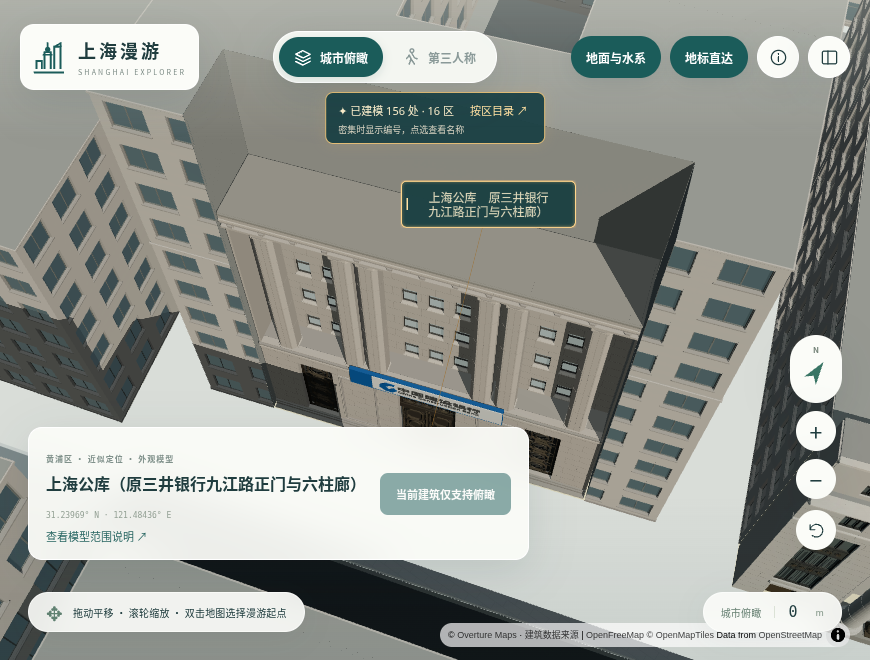 上海漫游
SHANGHAI EXPLORER
城市俯瞰
第三人称
地面与水系
地标直达
✦ 已建模 156 处 · 16 区 按区目录 ↗
密集时显示编号，点选查看名称
上海公库 原三井银行
九江路正门与六柱廊）
N
黄浦区 · 近似定位 · 外观模型
上海公库（原三井银行九江路正门与六柱廊）
当前建筑仅支持俯瞰
31.23969° N · 121.48436° E
查看模型范围说明 ↗
拖动平移 · 滚轮缩放 · 双击地图选择漫游起点
城市俯瞰 0 m
© Overture Maps · 建筑数据来源 | OpenFreeMap © OpenMapTiles Data from OpenStreetMap